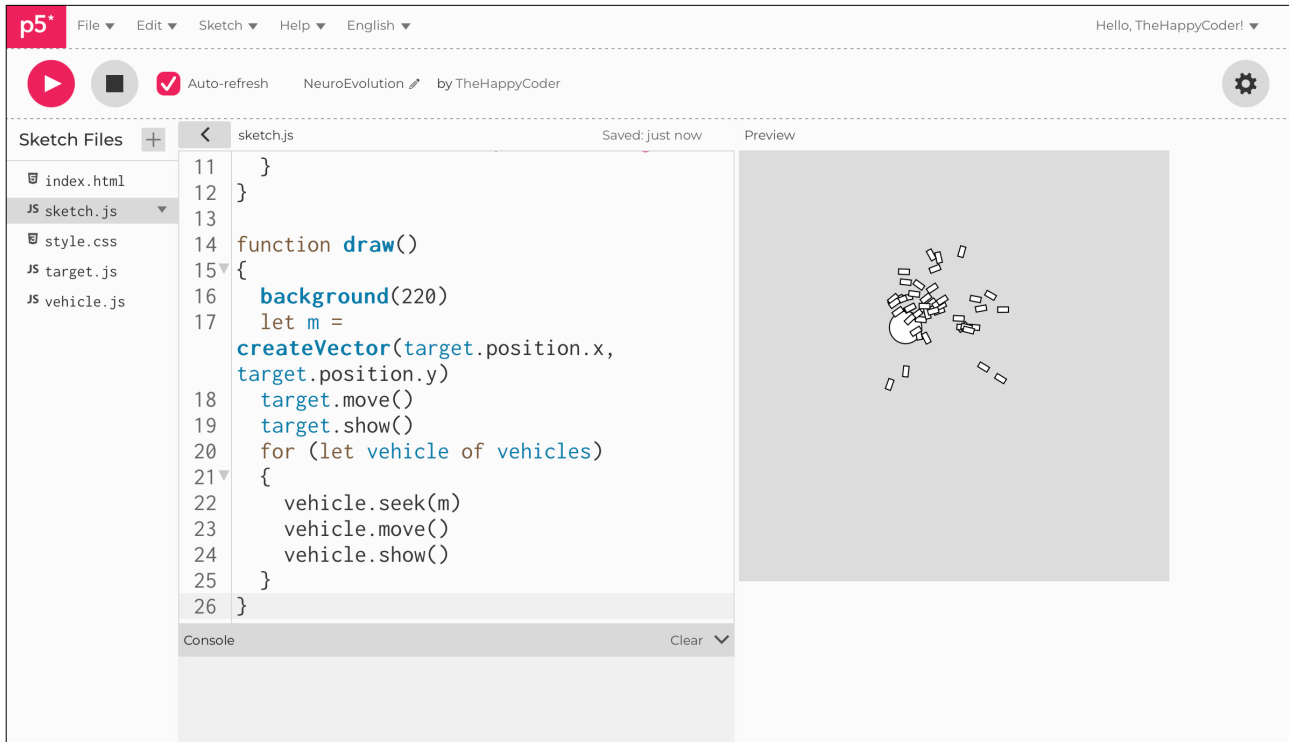 p5*
File Edit Sketch Help English
Hello, TheHappyCoder!
Auto-refresh NeuroEvolution by TheHappyCoder
Sketch Files
index.html
JS sketch.js
style.css
JS target.js
JS vehicle.js
sketch.js Saved: just now
11 }
12 }
13
14 function draw()
15 {
16 background(220)
17 let m =
createVector(target.position.x,
target.position.y)
18 target.move()
19 target.show()
20 for (let vehicle of vehicles)
21 {
22 vehicle.seek(m)
23 vehicle.move()
24 vehicle.show()
25 }
26 }
Console Clear
Preview